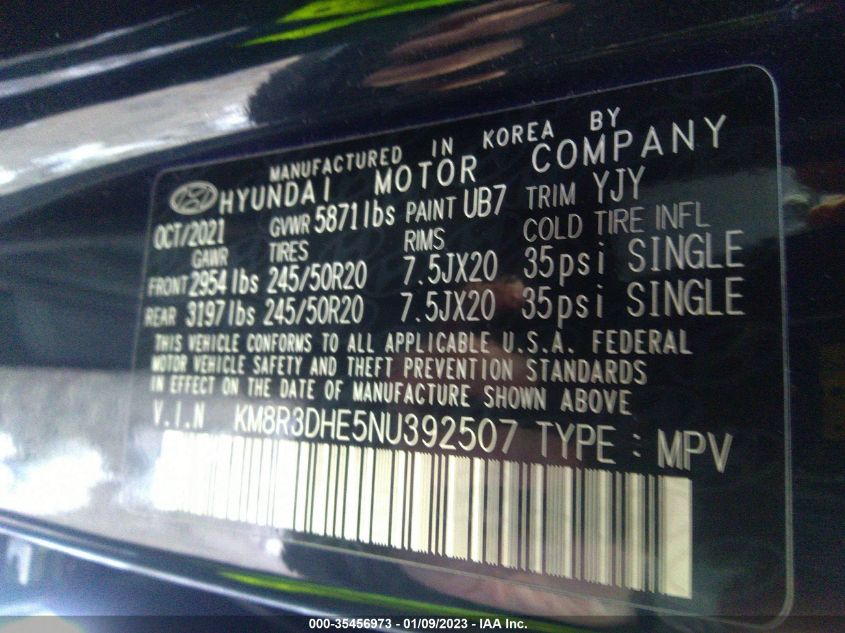 MANUFACTURED IN KOREA BY
HYUNDAI MOTOR COMPANY
OCT/2021 GVWR 5871 lbs PAINT UB7 TRIM YJY
GAWR TIRES RIMS COLD TIRE INFL
FRONT 2954 lbs 245/50R20 7.5JX20 35psi SINGLE
REAR 3197 lbs 245/50R20 7.5JX20 35psi SINGLE
THIS VEHICLE CONFORMS TO ALL APPLICABLE U.S.A. FEDERAL
MOTOR VEHICLE SAFETY AND THEFT PREVENTION STANDARDS
IN EFFECT ON THE DATE OF MANUFACTURE SHOWN ABOVE
V.I.N KM8R3DHE5NU392507 TYPE : MPV
000-35456973 - 01/09/2023 - IAA Inc.